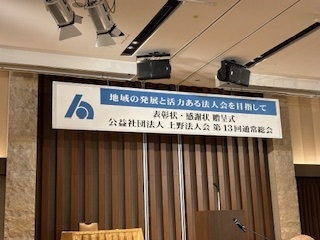 地域の発展と活力ある法人会を目指して
表彰状・感謝状 贈呈式
公益社団法人 上野法人会 第13回通常総会